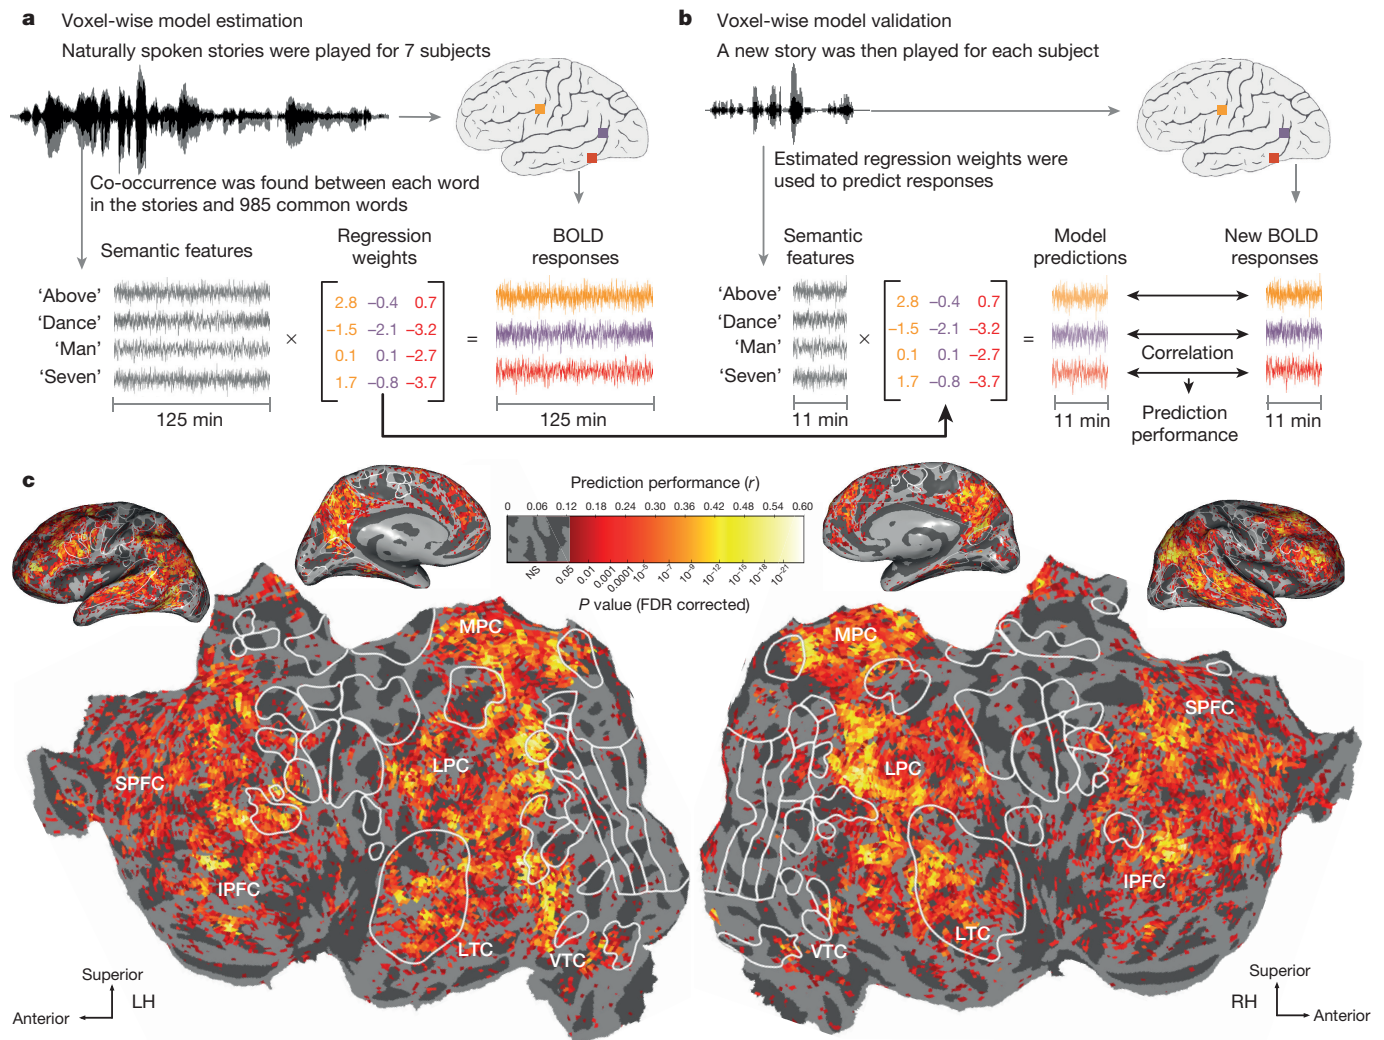 a Voxel-wise model estimation
Naturally spoken stories were played for 7 subjects
Co-occurrence was found between each word
in the stories and 985 common words
Semantic features
Regression
weights
BOLD
responses
'Above'
'Dance'
'Man'
'Seven'
2.8 −0.4 0.7
−1.5 −2.1 −3.2
0.1 0.1 −2.7
1.7 −0.8 −3.7
×
=
125 min
125 min
b Voxel-wise model validation
A new story was then played for each subject
Estimated regression weights were
used to predict responses
Semantic
features
Model
predictions
New BOLD
responses
'Above'
'Dance'
'Man'
'Seven'
×
2.8 −0.4 0.7
−1.5 −2.1 −3.2
0.1 0.1 −2.7
1.7 −0.8 −3.7
=
Correlation
Prediction
performance
11 min
11 min
11 min
c
Prediction performance (r)
0 0.06 0.12 0.18 0.24 0.30 0.36 0.42 0.48 0.54 0.60
NS 0.05 0.01 0.001 0.0001 10⁻⁵ 10⁻⁷ 10⁻⁹ 10⁻¹² 10⁻¹⁵ 10⁻¹⁸ 10⁻²¹
P value (FDR corrected)
MPC
SPFC
LPC
IPFC
LTC
VTC
Superior
LH
Anterior
MPC
SPFC
LPC
IPFC
LTC
VTC
Superior
RH
Anterior